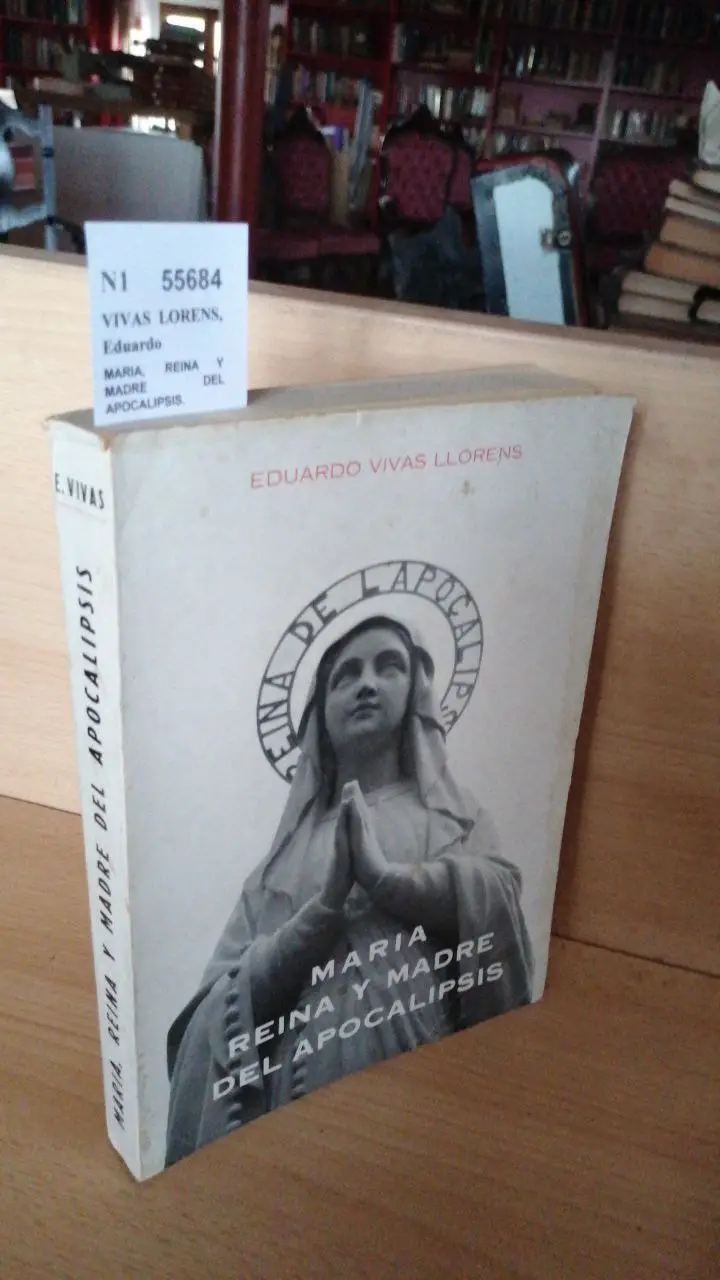 N1 55684
VIVAS LORENS,
Eduardo
MARIA, REINA Y
MADRE DEL
APOCALIPSIS.
E. VIVAS
MARIA, REINA Y MADRE DEL APOCALIPSIS
EDUARDO VIVAS LLORENS
REINA DE L'APOCALIPS
MARIA
REINA Y MADRE
DEL APOCALIPSIS